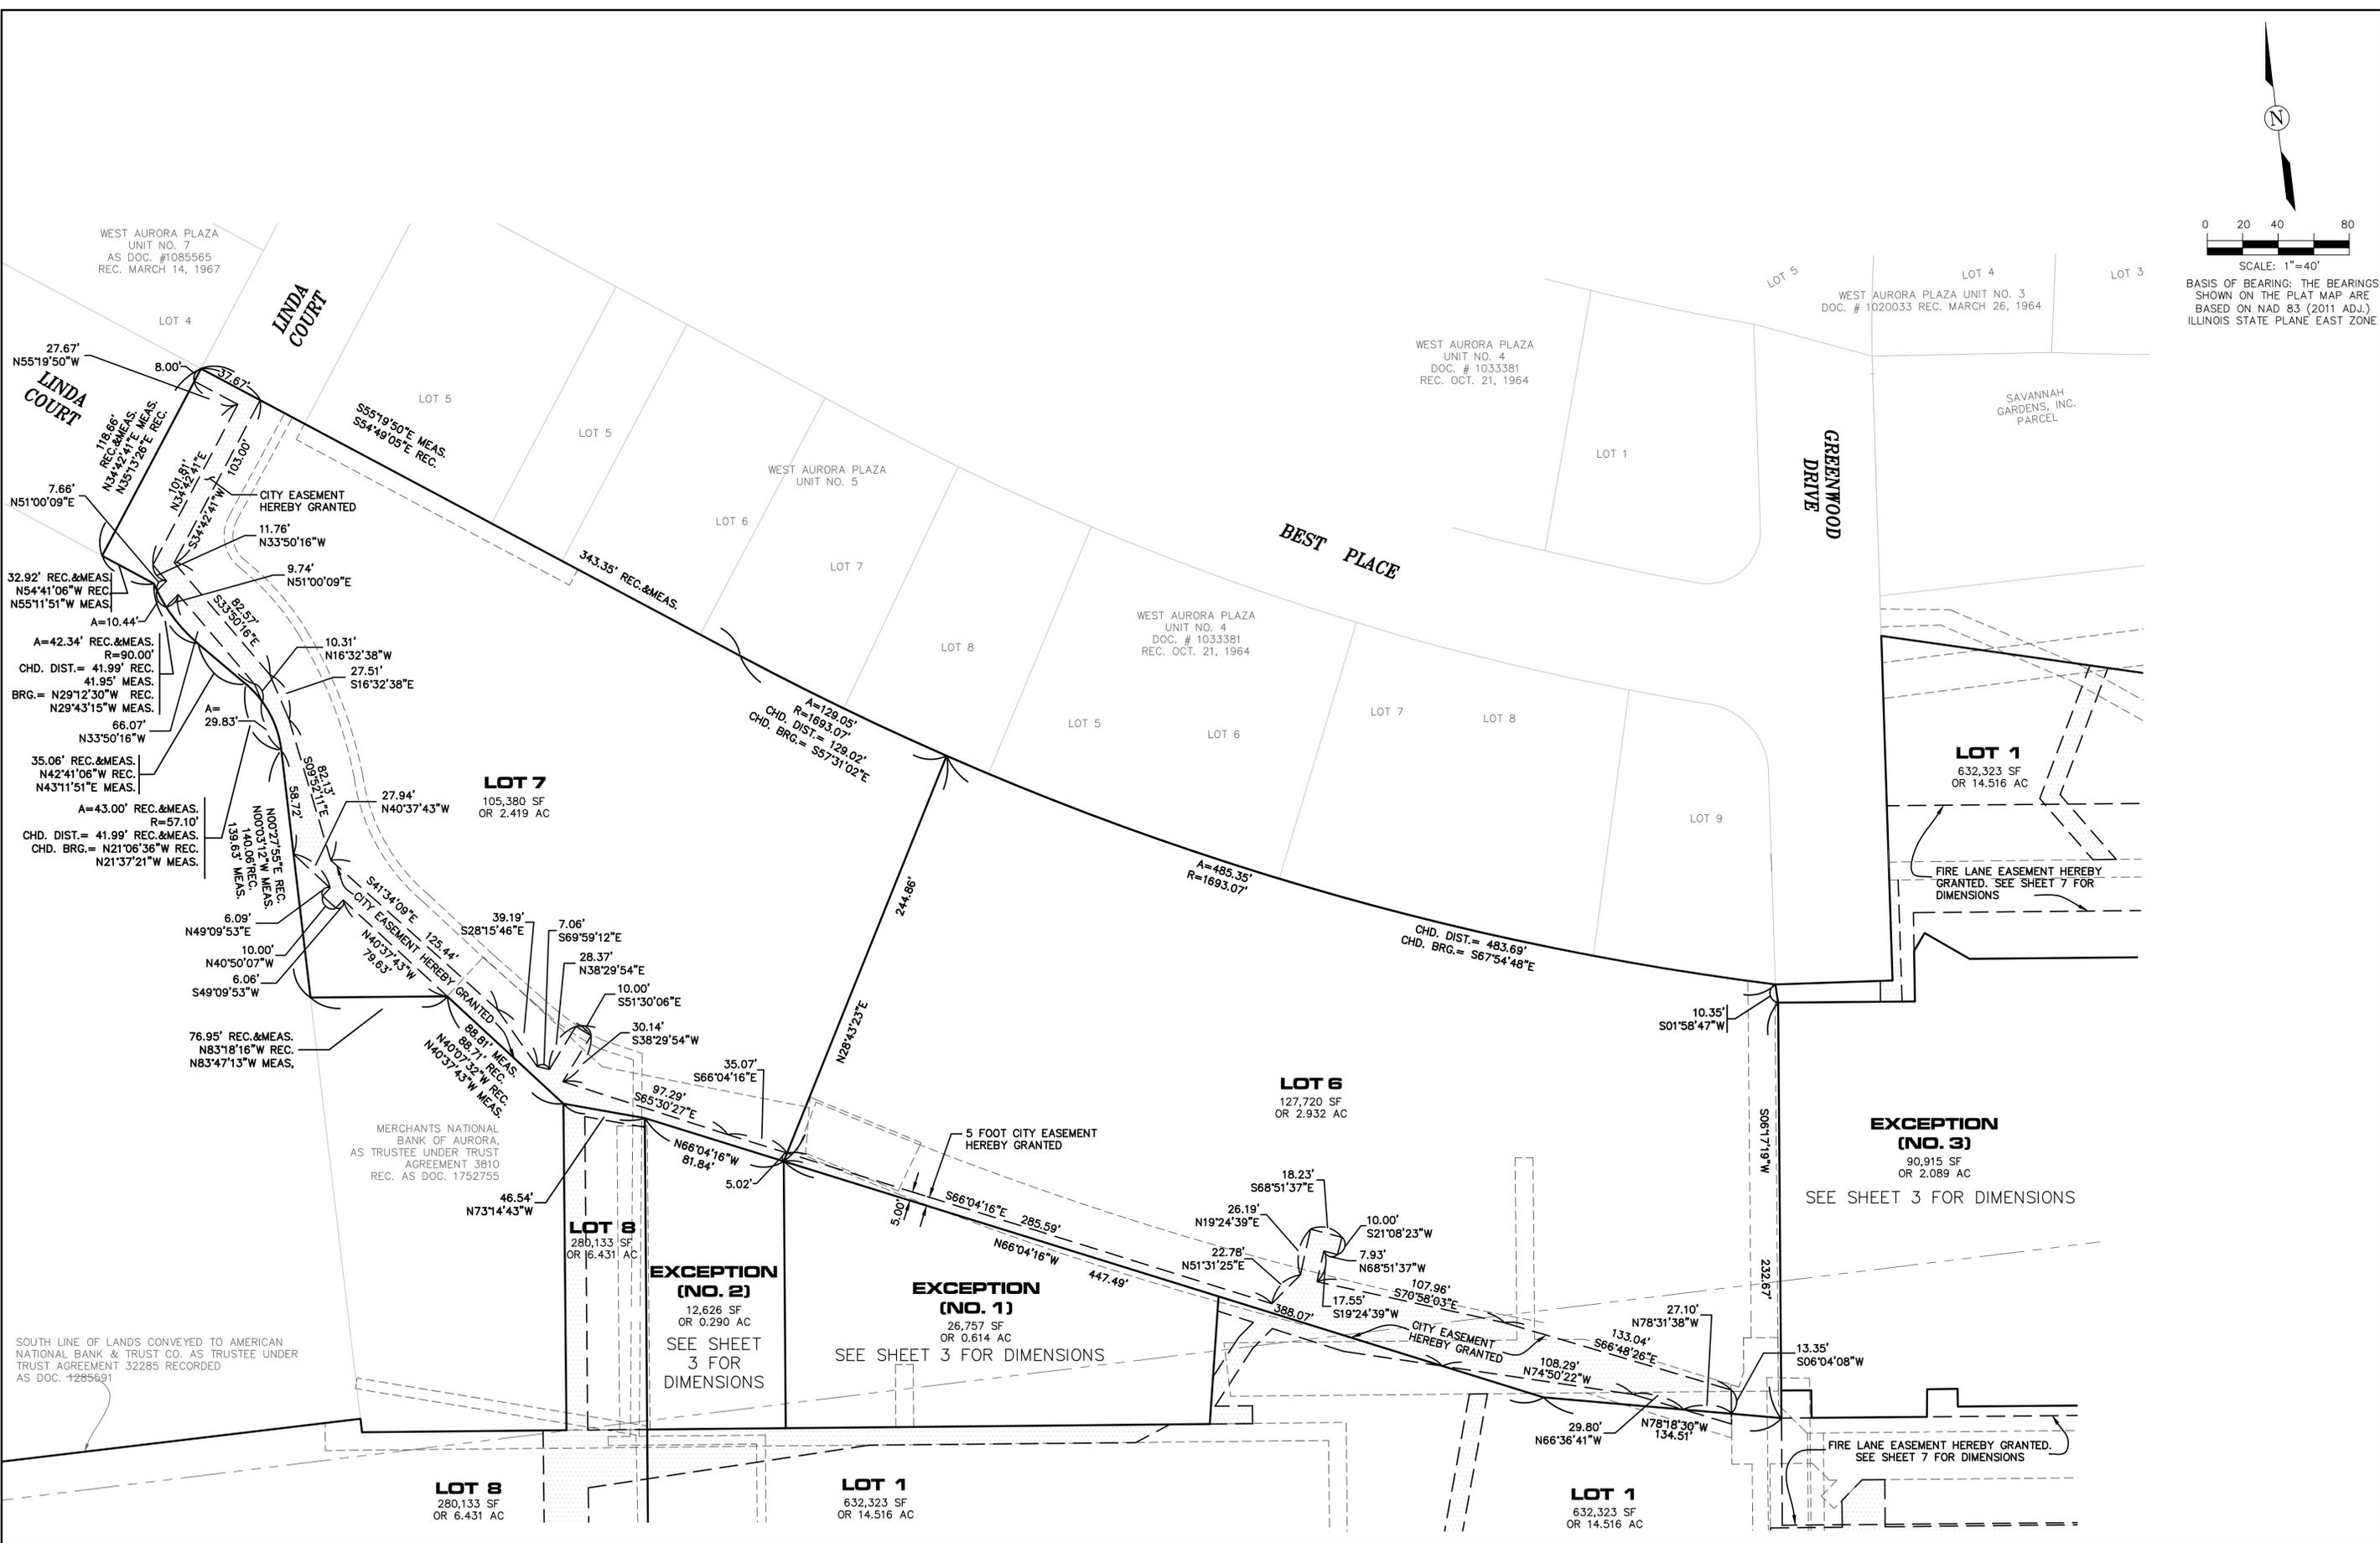 WEST AURORA PLAZA
UNIT NO. 7
AS DOC. #1085565
REC. MARCH 14, 1967
LOT 4
LINDA
COURT
LINDA
COURT
N
0 20 40 80
SCALE: 1"=40'
BASIS OF BEARING: THE BEARINGS
SHOWN ON THE PLAT MAP ARE
BASED ON NAD 83 (2011 ADJ.)
ILLINOIS STATE PLANE EAST ZONE
LOT 5
LOT 4
LOT 3
WEST AURORA PLAZA UNIT NO. 3
DOC. # 1020033 REC. MARCH 26, 1964
WEST AURORA PLAZA
UNIT NO. 4
DOC. # 1033381
REC. OCT. 21, 1964
LOT 1
SAVANNAH
GARDENS, INC.
PARCEL
GREENWOOD
DRIVE
BEST PLACE
27.67'
N55°19'50"W
8.00'
37.67'
118.66'
REC.&MEAS.
N34°42'41"E MEAS.
N35°13'26"E REC.
101.81'
N34°42'41"E
103.00'
S34°42'41"W
CITY EASEMENT
HEREBY GRANTED
7.66'
N51°00'09"E
11.76'
N33°50'16"W
9.74'
N51°00'09"E
32.92' REC.&MEAS.
N54°41'06"W REC.
N55°11'51"W MEAS.
A=10.44'
82.57'
S33°50'16"E
A=42.34' REC.&MEAS.
R=90.00'
CHD. DIST.= 41.99' REC.
41.95' MEAS.
BRG.= N29°12'30"W REC.
N29°43'15"W MEAS.
10.31'
N16°32'38"W
27.51'
S16°32'38"E
66.07'
N33°50'16"W
A=
29.83'
35.06' REC.&MEAS.
N42°41'06"W REC.
N43°11'51"E MEAS.
A=43.00' REC.&MEAS.
R=57.10'
CHD. DIST.= 41.99' REC.&MEAS.
CHD. BRG.= N21°06'36"W REC.
N21°37'21"W MEAS.
58.72'
82.13'
S09°52'11"E
27.94'
N40°37'43"W
N00°27'55"E REC.
N00°03'12"W MEAS.
140.06'REC.
139.63' MEAS.
6.09'
N49°09'53"E
10.00'
N40°50'07"W
6.06'
S49°09'53"W
76.95' REC.&MEAS.
N83°18'16"W REC.
N83°47'13"W MEAS,
S41°34'09"E
125.44'
CITY EASEMENT HEREBY GRANTED
N40°37'43"W
79.63'
39.19'
S28°15'46"E
7.06'
S69°59'12"E
28.37'
N38°29'54"E
10.00'
S51°30'06"E
30.14'
S38°29'54"W
88.81' MEAS.
88.71' REC.
N40°07'32"W REC.
N40°37'43"W MEAS.
35.07'
S66°04'16"E
97.29'
S65°30'27"E
N66°04'16"W
81.84'
5.02'
46.54'
N73°14'43"W
LOT 5
S55°19'50"E MEAS.
S54°49'05"E REC.
LOT 5
LOT 6
WEST AURORA PLAZA
UNIT NO. 5
LOT 7
343.35' REC.&MEAS.
LOT 8
WEST AURORA PLAZA
UNIT NO. 4
DOC. # 1033381
REC. OCT. 21, 1964
LOT 5
LOT 6
LOT 7
LOT 8
LOT 9
A=129.05'
R=1693.07'
CHD. DIST.= 129.02'
CHD. BRG.= S57°31'02"E
LOT 7
105,380 SF
OR 2.419 AC
244.86'
N28°43'23"E
A=485.35'
R=1693.07'
CHD. DIST.= 483.69'
CHD. BRG.= S67°54'48"E
LOT 1
632,323 SF
OR 14.516 AC
FIRE LANE EASEMENT HEREBY
GRANTED. SEE SHEET 7 FOR
DIMENSIONS
10.35'
S01°58'47"W
LOT 6
127,720 SF
OR 2.932 AC
S06°17'19"W
232.67'
EXCEPTION
(NO. 3)
90,915 SF
OR 2.089 AC
SEE SHEET 3 FOR DIMENSIONS
MERCHANTS NATIONAL
BANK OF AURORA,
AS TRUSTEE UNDER TRUST
AGREEMENT 3810
REC. AS DOC. 1752755
5 FOOT CITY EASEMENT
HEREBY GRANTED
5.00'
S66°04'16"E 285.59'
N66°04'16"W 447.49'
18.23'
S68°51'37"E
26.19'
N19°24'39"E
10.00'
S21°08'23"W
22.78'
N51°31'25"E
7.93'
N68°51'37"W
17.55'
S19°24'39"W
107.96'
S70°58'03"E
388.07'
CITY EASEMENT
HEREBY GRANTED
27.10'
N78°31'38"W
133.04'
S66°48'26"E
13.35'
S06°04'08"W
108.29'
N74°50'22"W
29.80'
N66°36'41"W
N78°18'30"W
134.51'
LOT 8
280,133 SF
OR 6.431 AC
EXCEPTION
(NO. 2)
12,626 SF
OR 0.290 AC
SEE SHEET
3 FOR
DIMENSIONS
EXCEPTION
(NO. 1)
26,757 SF
OR 0.614 AC
SEE SHEET 3 FOR DIMENSIONS
SOUTH LINE OF LANDS CONVEYED TO AMERICAN
NATIONAL BANK & TRUST CO. AS TRUSTEE UNDER
TRUST AGREEMENT 32285 RECORDED
AS DOC. 1285591
FIRE LANE EASEMENT HEREBY GRANTED.
SEE SHEET 7 FOR DIMENSIONS
LOT 8
280,133 SF
OR 6.431 AC
LOT 1
632,323 SF
OR 14.516 AC
LOT 1
632,323 SF
OR 14.516 AC